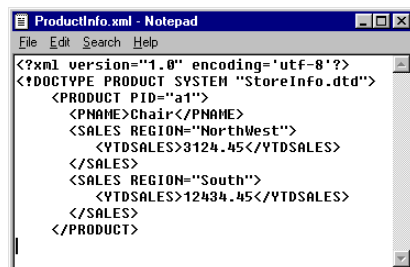 ProductInfo.xml - Notepad
File Edit Search Help
<?xml version="1.0" encoding='utf-8'?>
<!DOCTYPE PRODUCT SYSTEM "StoreInfo.dtd">
<PRODUCT PID="a1">
<PNAME>Chair</PNAME>
<SALES REGION="NorthWest">
<YTDSALES>3124.45</YTDSALES>
</SALES>
<SALES REGION="South">
<YTDSALES>12434.45</YTDSALES>
</SALES>
</PRODUCT>